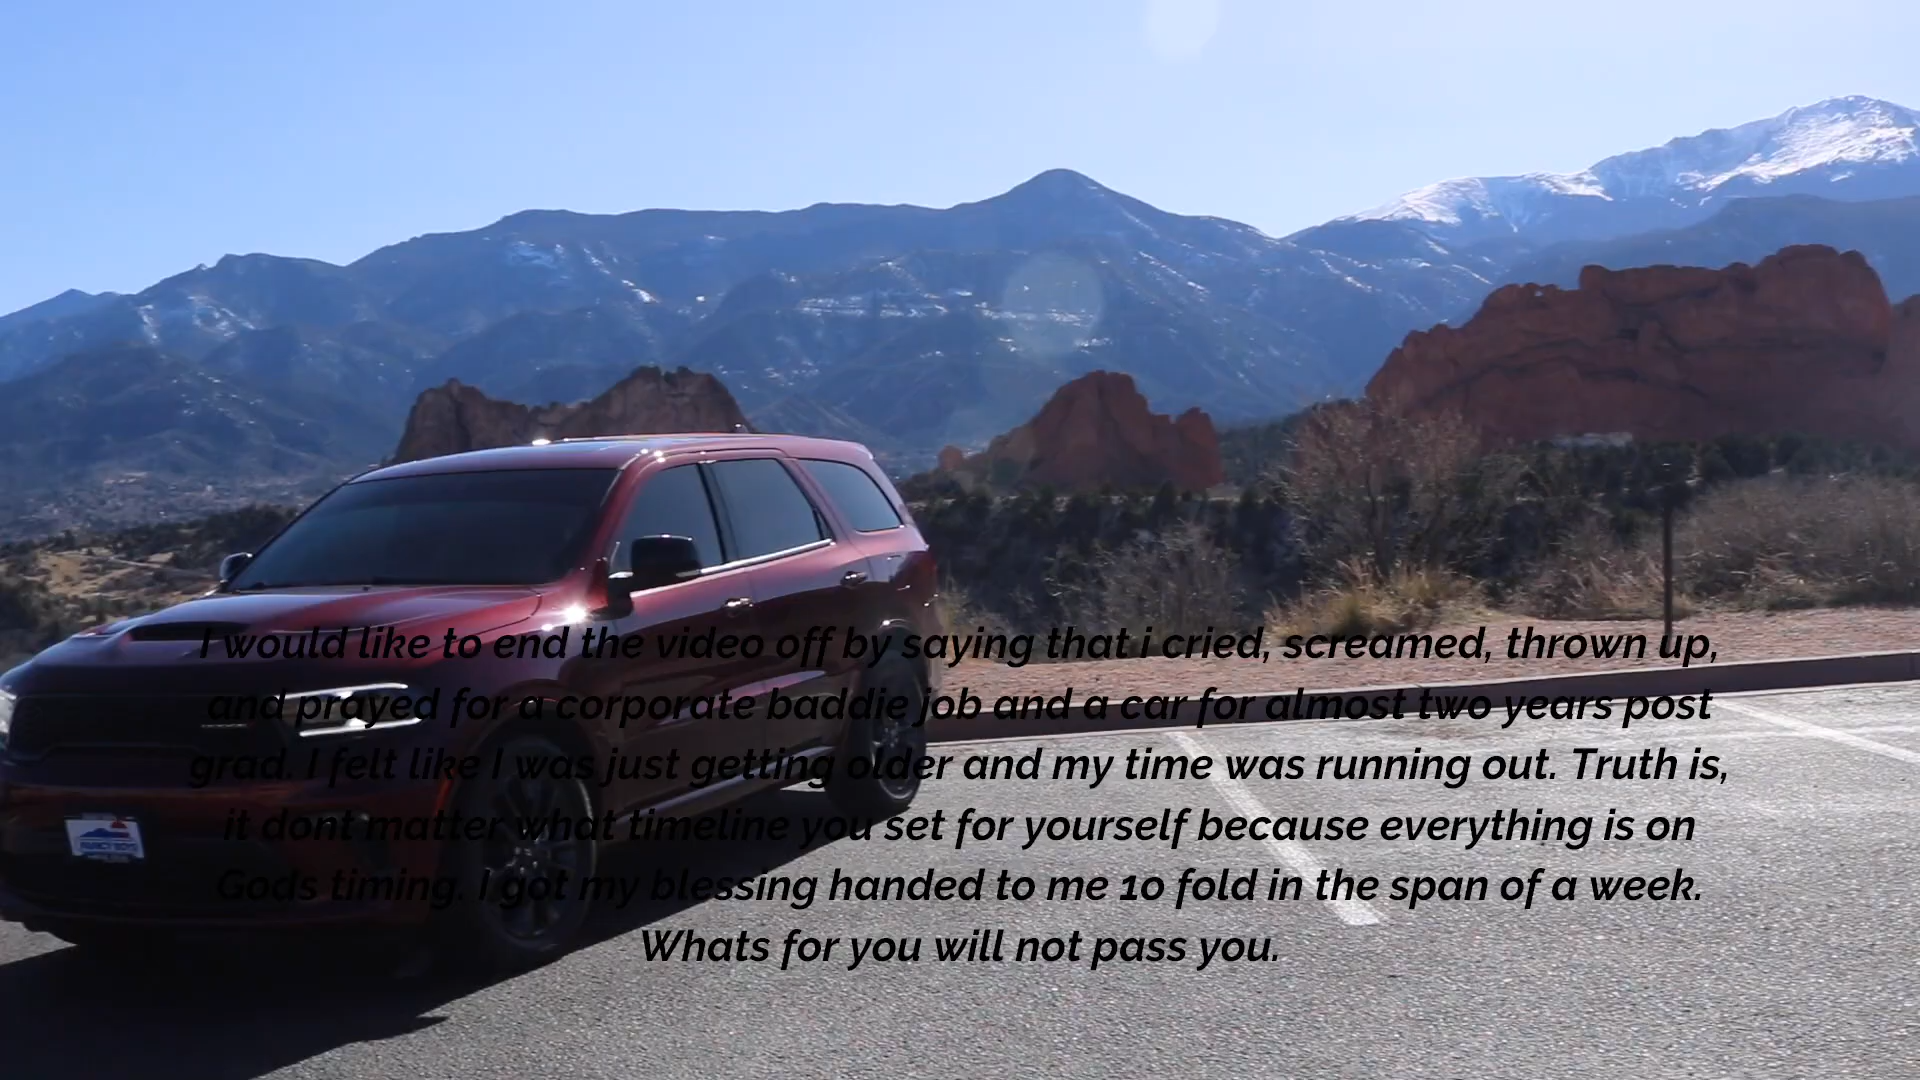 I would like to end the video off by saying that i cried, screamed, thrown up,
and prayed for a corporate baddie job and a car for almost two years post
grad. I felt like I was just getting older and my time was running out. Truth is,
it dont matter what timeline you set for yourself because everything is on
Gods timing. I got my blessing handed to me 10 fold in the span of a week.
Whats for you will not pass you.